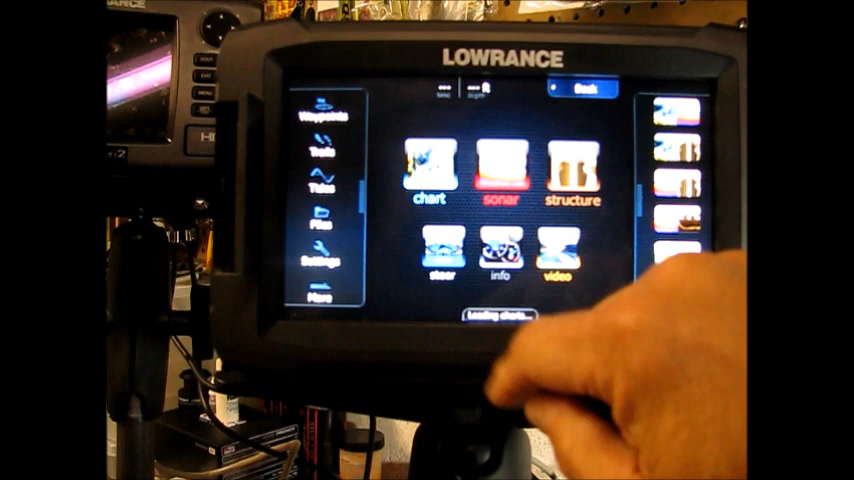 LOWRANCE
Back
Waypoints
Trails
Tides
Files
Settings
More
chart
sonar
structure
steer
info
video
Loading charts...